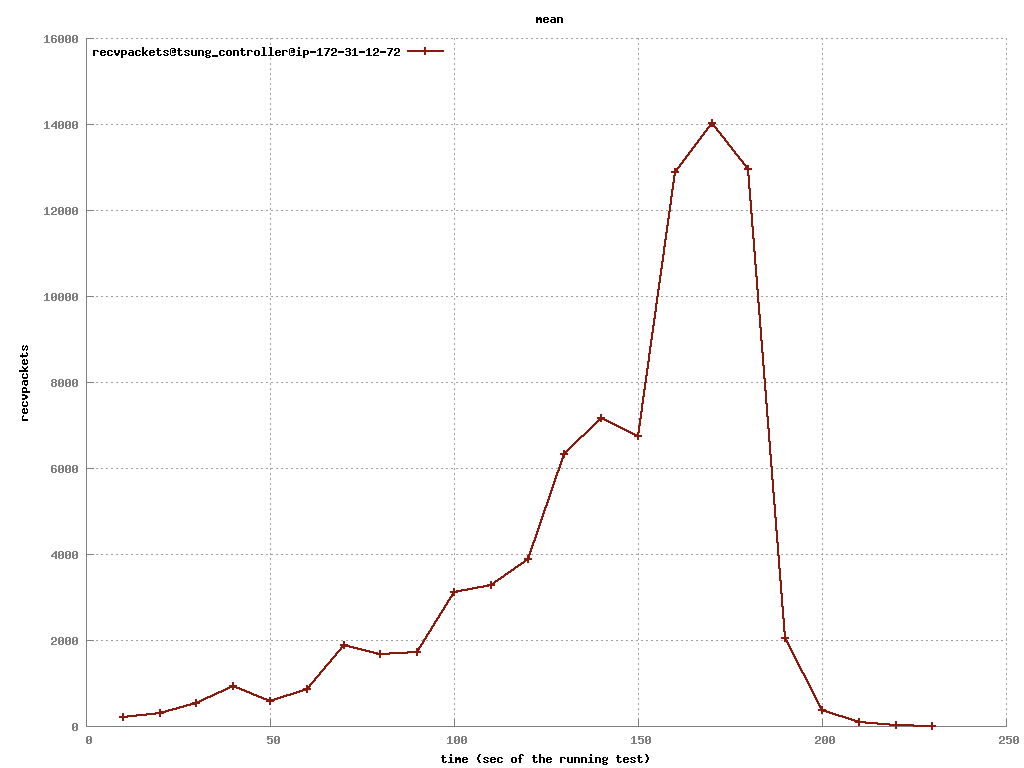 mean
16000
recvpackets@tsung_controller@ip-172-31-12-72
14000
12000
10000
8000
6000
4000
2000
0
recvpackets
0 50 100 150 200 250
time (sec of the running test)